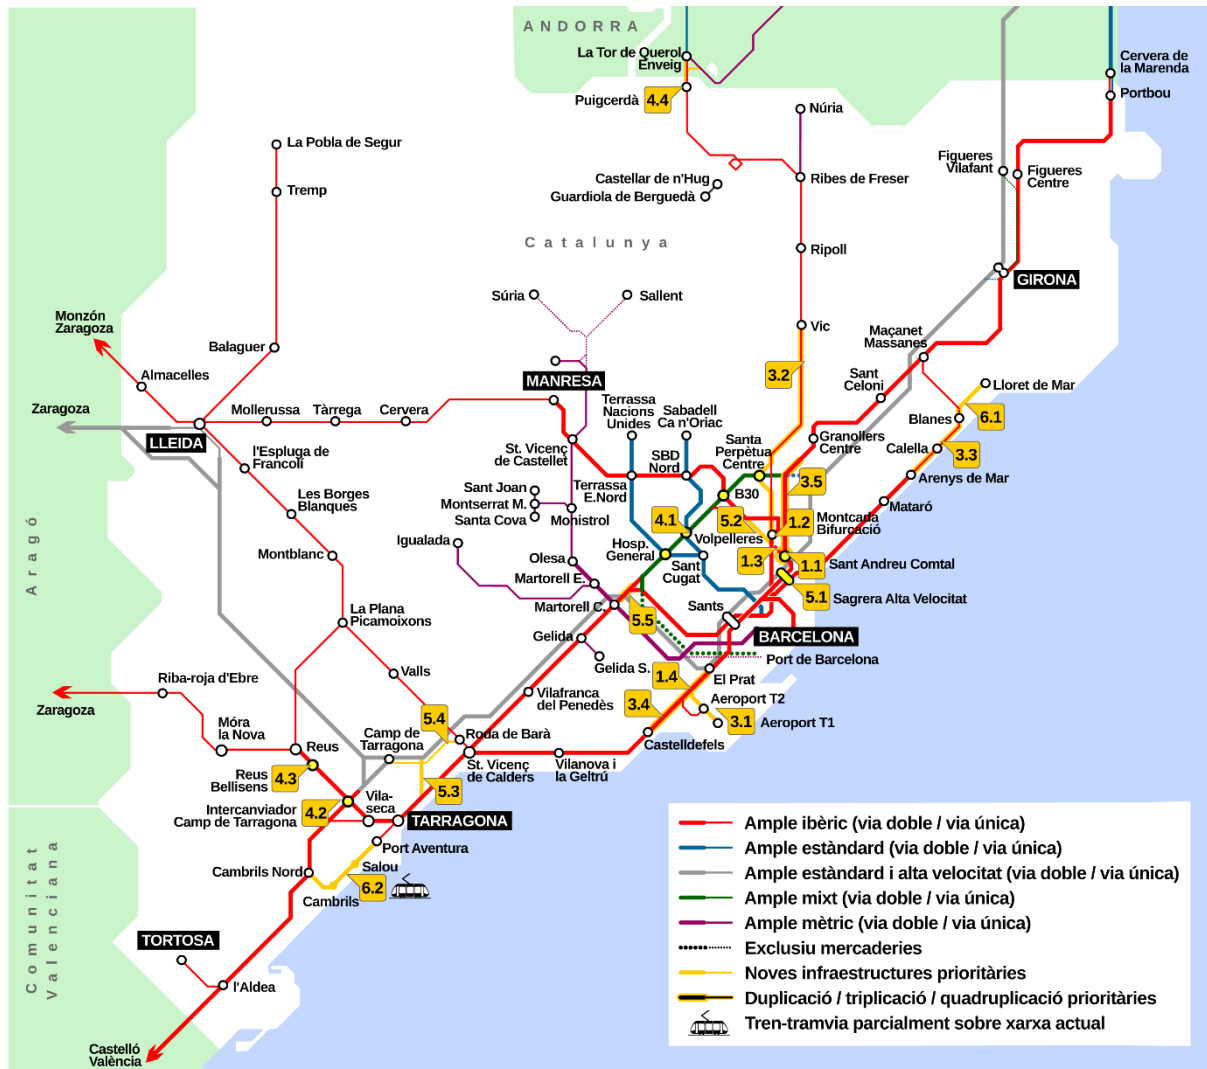 ANDORRA
La Tor de Querol
Enveig
Cervera de
la Marenda
Portbou
Puigcerdà
4.4
Núria
La Pobla de Segur
Tremp
Figueres
Vilafant
Figueres
Centre
Castellar de n'Hug
Guardiola de Berguedà
Ribes de Freser
Catalunya
Ripoll
GIRONA
Súria
Sallent
Monzón
Zaragoza
Balaguer
Vic
Maçanet
Massanes
Almacelles
MANRESA
3.2
Sant
Celoni
Lloret de Mar
Zaragoza
Mollerussa
Tàrrega
Cervera
Terrassa
Nacions
Unides
Sabadell
Ca n'Oriac
Blanes
6.1
LLEIDA
St. Vicenç
de Castellet
SBD
Nord
Santa
Perpètua
Centre
Granollers
Centre
Calella
3.3
l'Espluga de
Francolí
Arenys de Mar
Sant Joan
Montserrat M.
Santa Cova
Terrassa
E.Nord
B30
3.5
Les Borges
Blanques
Monistrol
4.1
5.2
1.2
Mataró
Montcada
Bifurcació
Igualada
Volpelleres
Aragó
Montblanc
Olesa
Hosp.
General
Sant
Cugat
1.3
1.1
Sant Andreu Comtal
Martorell E.
Martorell C.
Sants
5.1
Sagrera Alta Velocitat
La Plana
Picamoixons
5.5
Gelida
BARCELONA
Gelida S.
Port de Barcelona
Valls
Riba-roja d'Ebre
1.4
El Prat
Zaragoza
Vilafranca
del Penedès
3.4
Aeroport T2
3.1
Aeroport T1
Móra
la Nova
5.4
Reus
Camp de
Tarragona
Roda de Barà
Castelldefels
Reus
Bellisens
4.3
St. Vicenç
de Calders
Vilanova i
la Geltrú
5.3
Intercanviador
Camp de Tarragona
4.2
Vila-
seca
TARRAGONA
Port Aventura
Cambrils Nord
Salou
6.2
Cambrils
Comunitat
Valenciana
TORTOSA
l'Aldea
Castelló
València
Ample ibèric (via doble / via única)
Ample estàndard (via doble / via única)
Ample estàndard i alta velocitat (via doble / via única)
Ample mixt (via doble / via única)
Ample mètric (via doble / via única)
Exclusiu mercaderies
Noves infraestructures prioritàries
Duplicació / triplicació / quadruplicació prioritàries
Tren-tramvia parcialment sobre xarxa actual